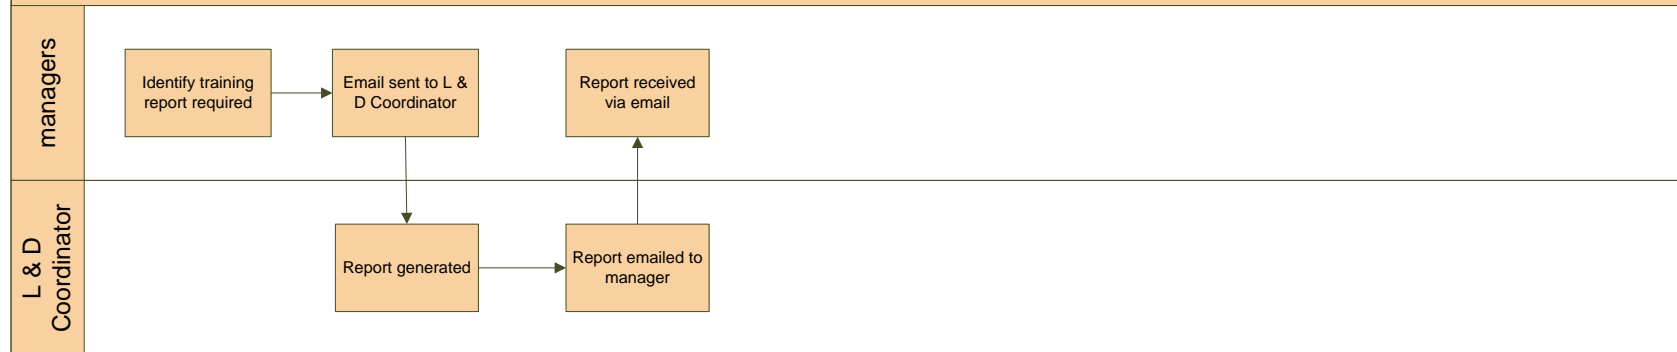 managers
Identify training
report required
Email sent to L &
D Coordinator
Report received
via email
L & D
Coordinator
Report generated
Report emailed to
manager